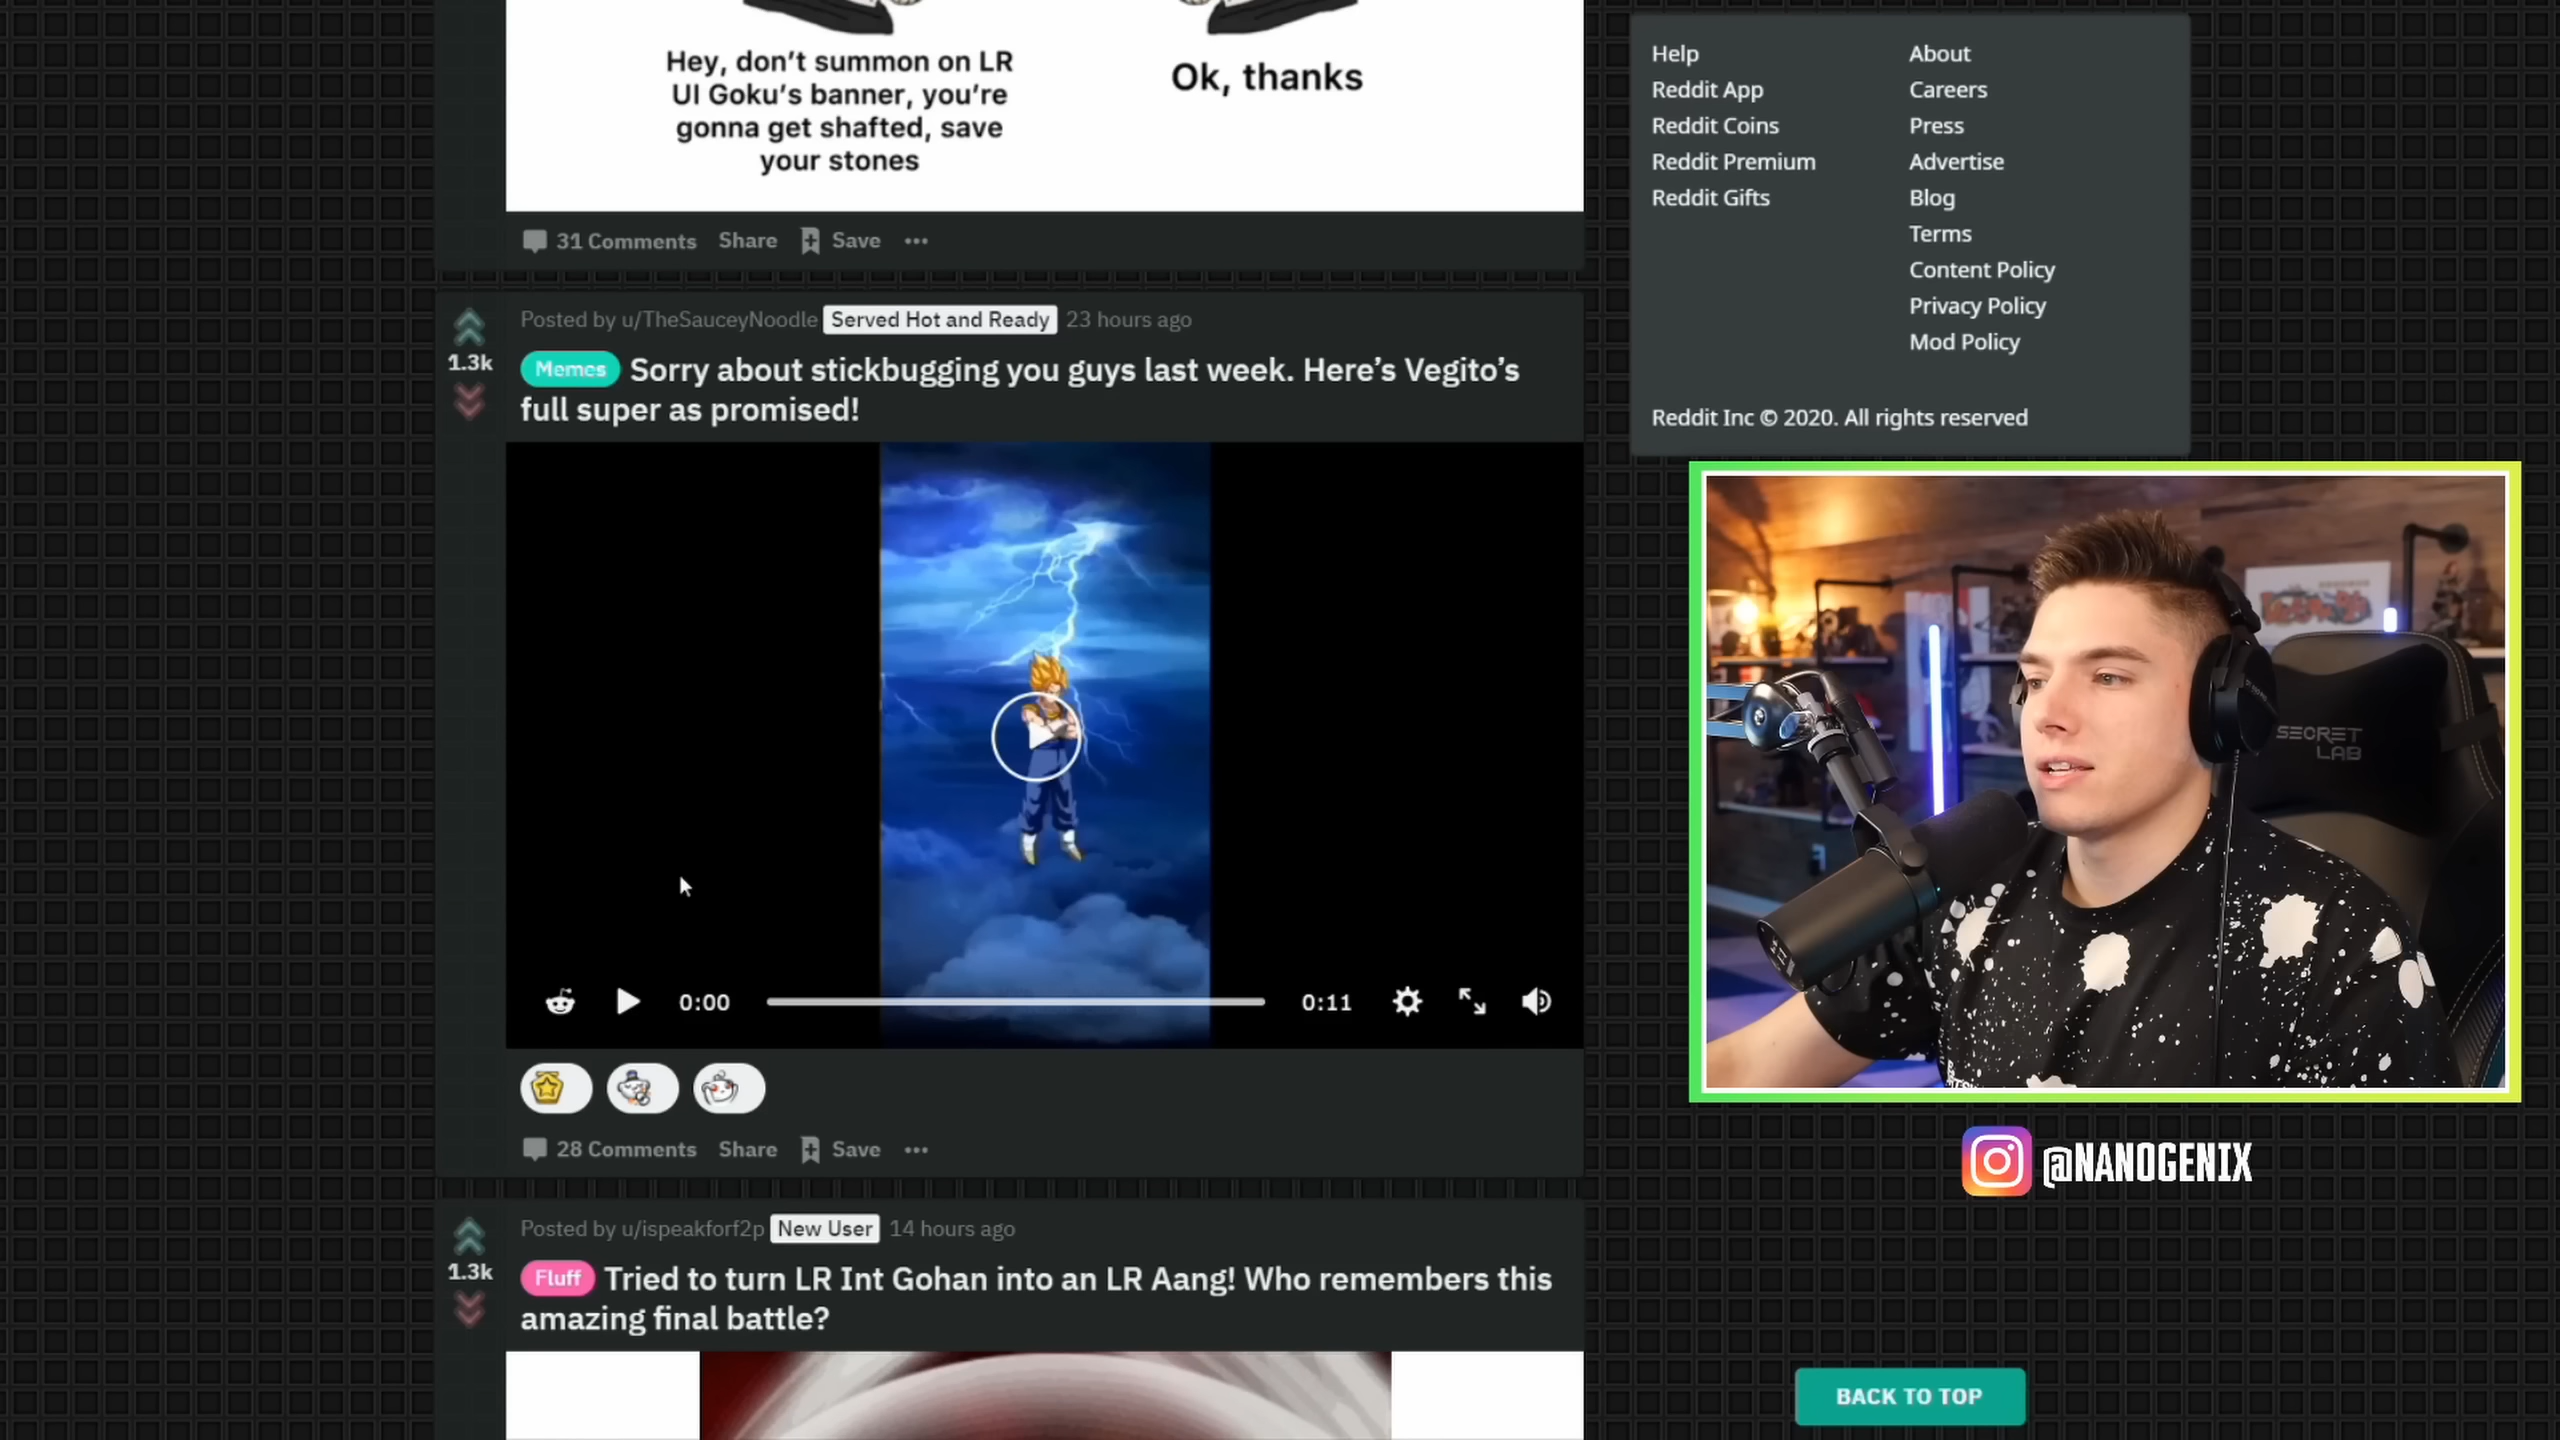 Hey, don't summon on LR
UI Goku's banner, you're
gonna get shafted, save
your stones
Ok, thanks
31 Comments Share Save
Posted by u/TheSauceyNoodle Served Hot and Ready 23 hours ago
1.3k
Memes Sorry about stickbugging you guys last week. Here's Vegito's
full super as promised!
0:00 0:11
28 Comments Share Save
Posted by u/ispeakforf2p New User 14 hours ago
1.3k
Fluff Tried to turn LR Int Gohan into an LR Aang! Who remembers this
amazing final battle?
Help
Reddit App
Reddit Coins
Reddit Premium
Reddit Gifts
About
Careers
Press
Advertise
Blog
Terms
Content Policy
Privacy Policy
Mod Policy
Reddit Inc © 2020. All rights reserved
SECRET
LAB
@NANOGENIX
BACK TO TOP